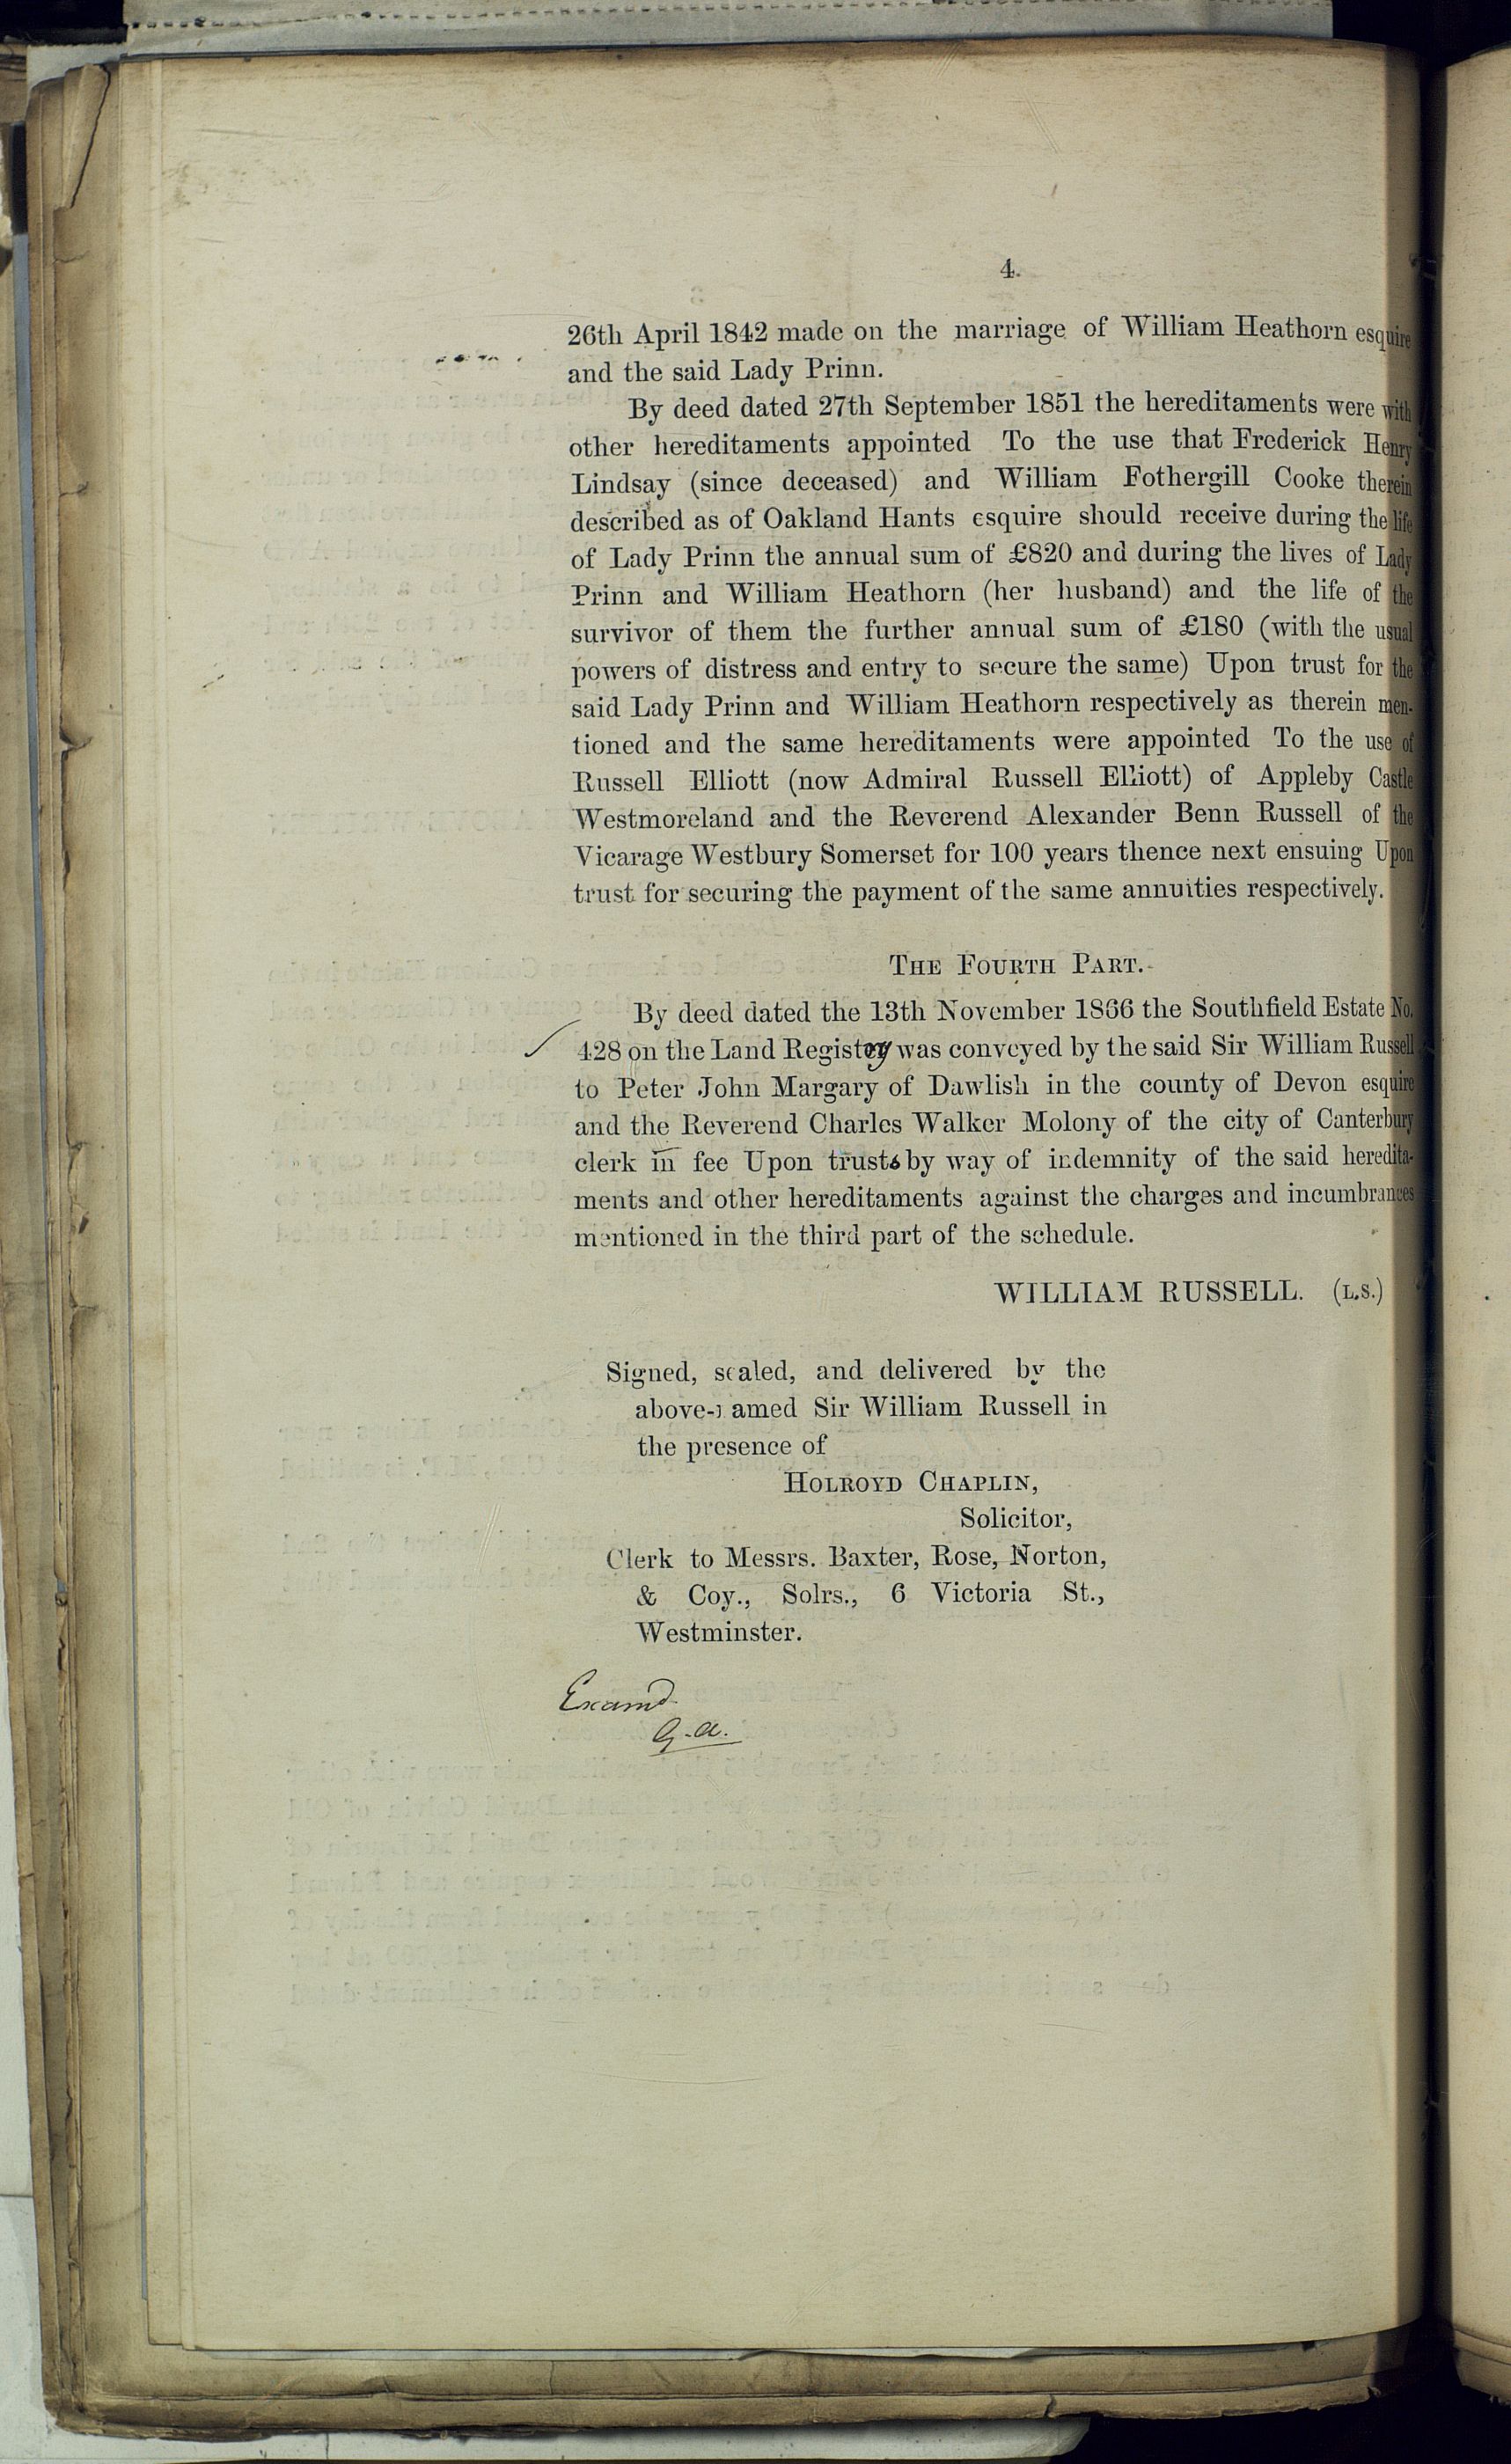 4.
26th April 1842 made on the marriage of William Heathorn esquire
and the said Lady Prinn.
By deed dated 27th September 1851 the hereditaments were with
other hereditaments appointed To the use that Frederick Henry
Lindsay (since deceased) and William Fothergill Cooke therein
described as of Oakland Hants esquire should receive during the life
of Lady Prinn the annual sum of £820 and during the lives of Lady
Prinn and William Heathorn (her husband) and the life of the
survivor of them the further annual sum of £180 (with the usual
powers of distress and entry to secure the same) Upon trust for the
said Lady Prinn and William Heathorn respectively as therein men-
tioned and the same hereditaments were appointed To the use of
Russell Elliott (now Admiral Russell Elliott) of Appleby Castle
Westmoreland and the Reverend Alexander Benn Russell of the
Vicarage Westbury Somerset for 100 years thence next ensuing Upon
trust for securing the payment of the same annuities respectively.
THE FOURTH PART.
By deed dated the 13th November 1866 the Southfield Estate No.
428 on the Land Registry was conveyed by the said Sir William Russell
to Peter John Margary of Dawlish in the county of Devon esquire
and the Reverend Charles Walker Molony of the city of Canterbury
clerk in fee Upon trusts by way of indemnity of the said heredita-
ments and other hereditaments against the charges and incumbrances
mentioned in the third part of the schedule.
WILLIAM RUSSELL. (L.S.)
Signed, sealed, and delivered by the
above-named Sir William Russell in
the presence of
HOLROYD CHAPLIN,
Solicitor,
Clerk to Messrs. Baxter, Rose, Norton,
& Coy., Solrs., 6 Victoria St.,
Westminster.
Examd.
G.A.